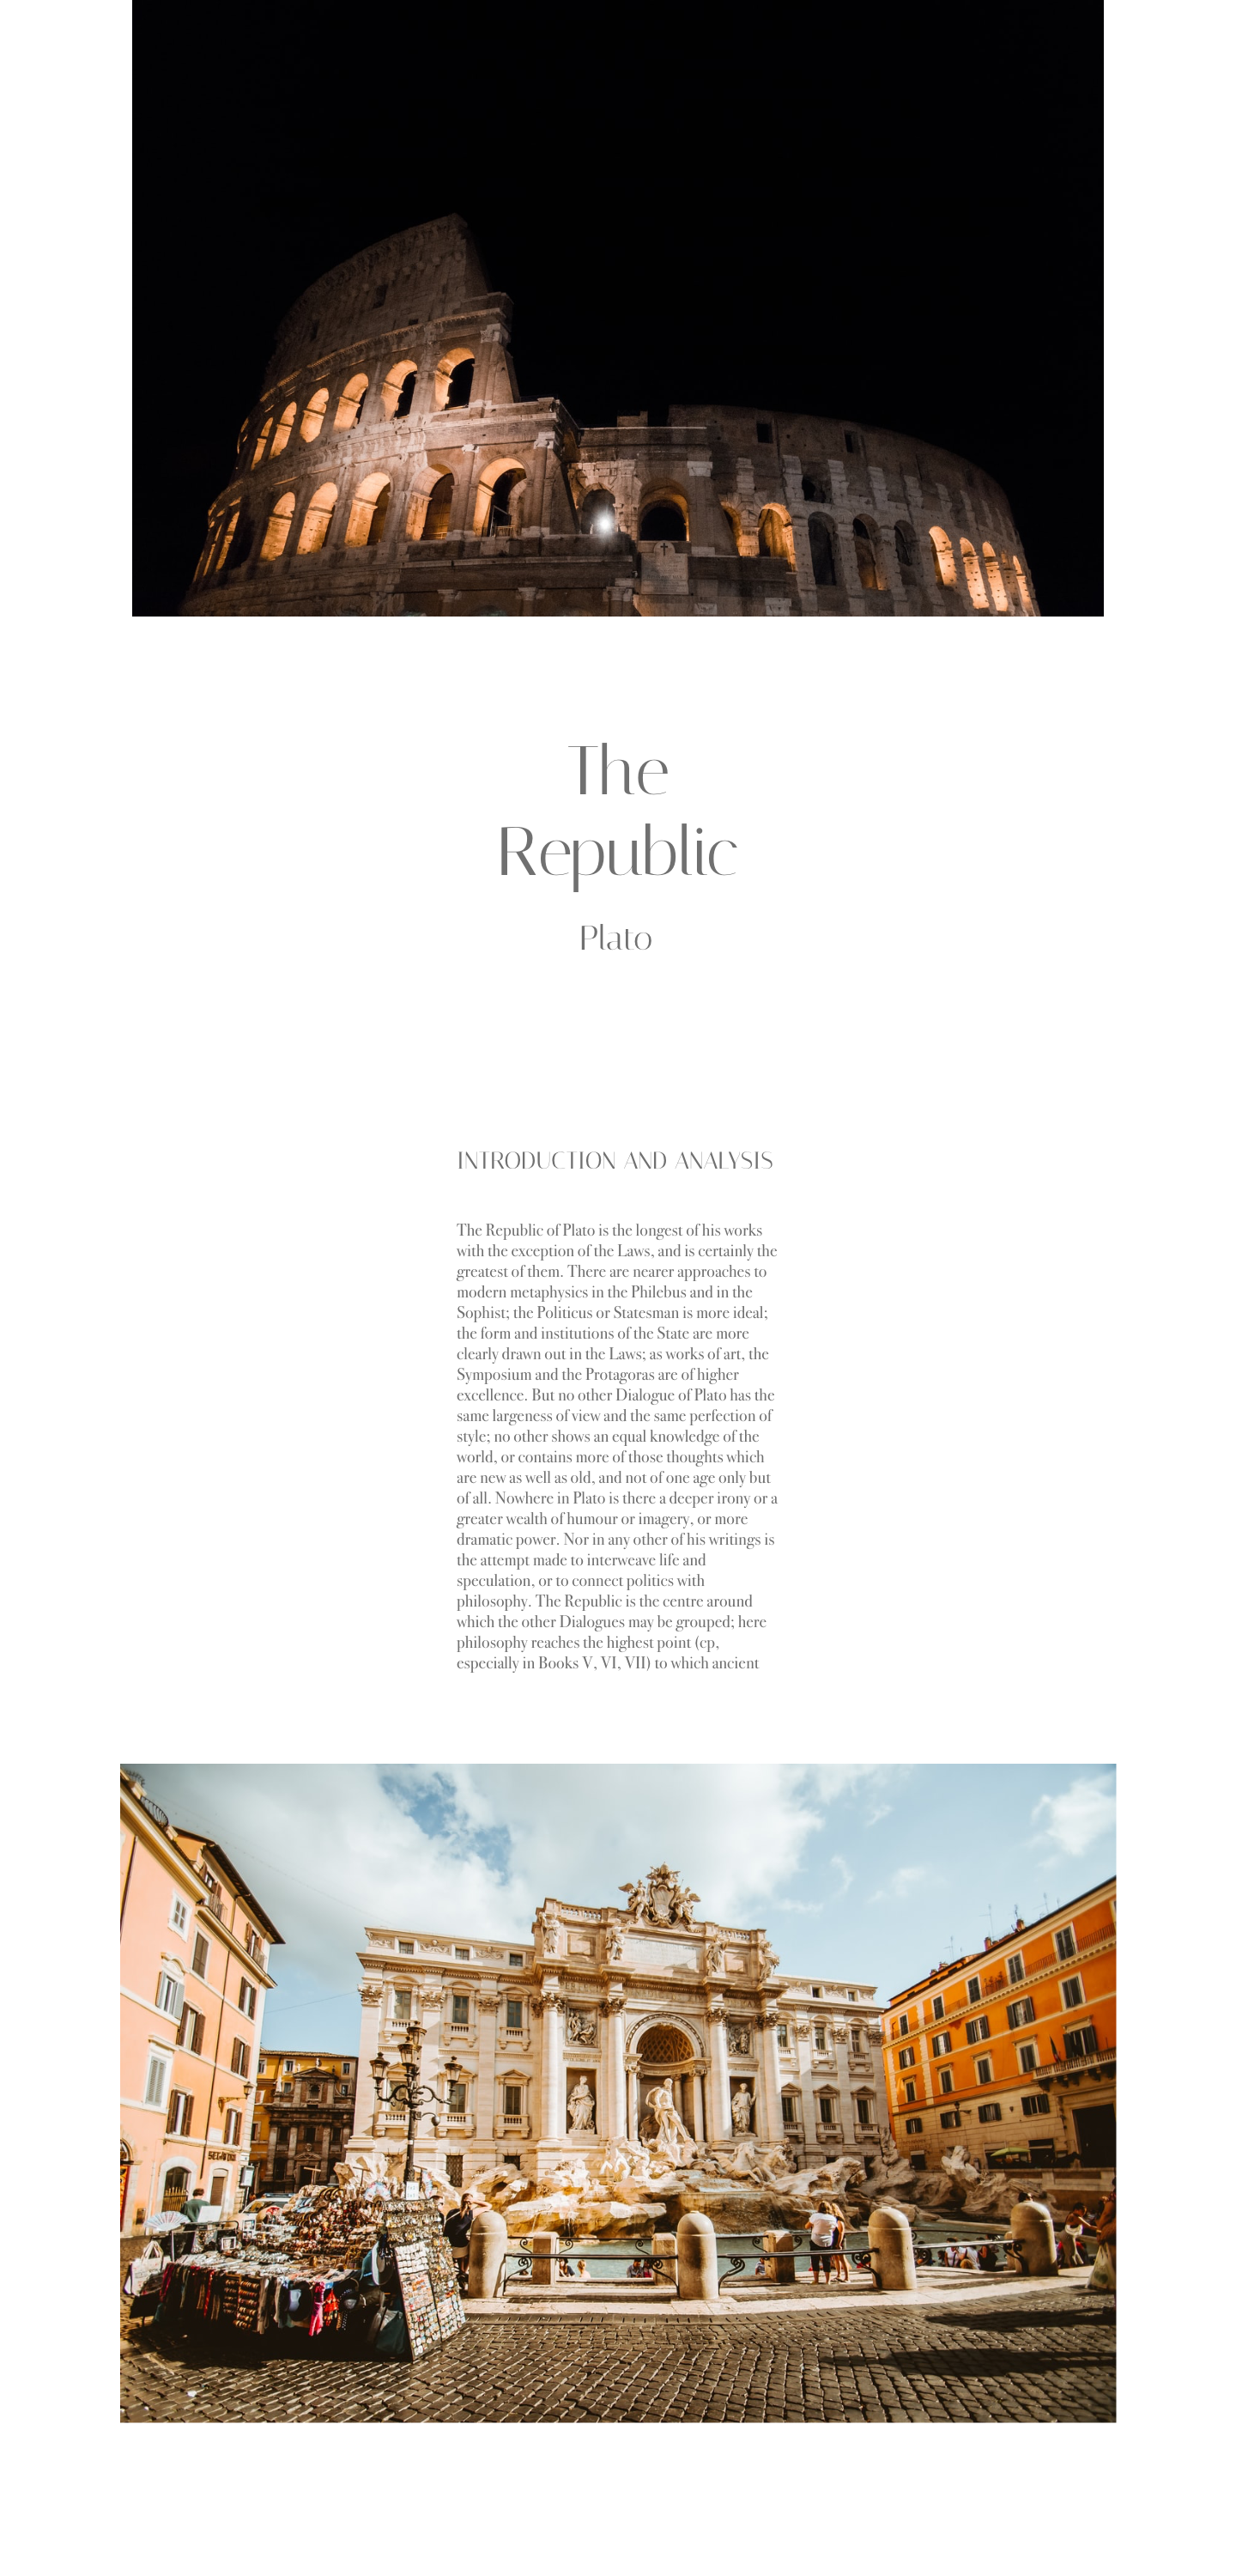 The
Republic
Plato
INTRODUCTION AND ANALYSIS
The Republic of Plato is the longest of his works
with the exception of the Laws, and is certainly the
greatest of them. There are nearer approaches to
modern metaphysics in the Philebus and in the
Sophist; the Politicus or Statesman is more ideal;
the form and institutions of the State are more
clearly drawn out in the Laws; as works of art, the
Symposium and the Protagoras are of higher
excellence. But no other Dialogue of Plato has the
same largeness of view and the same perfection of
style; no other shows an equal knowledge of the
world, or contains more of those thoughts which
are new as well as old, and not of one age only but
of all. Nowhere in Plato is there a deeper irony or a
greater wealth of humour or imagery, or more
dramatic power. Nor in any other of his writings is
the attempt made to interweave life and
speculation, or to connect politics with
philosophy. The Republic is the centre around
which the other Dialogues may be grouped; here
philosophy reaches the highest point (cp,
especially in Books V, VI, VII) to which ancient